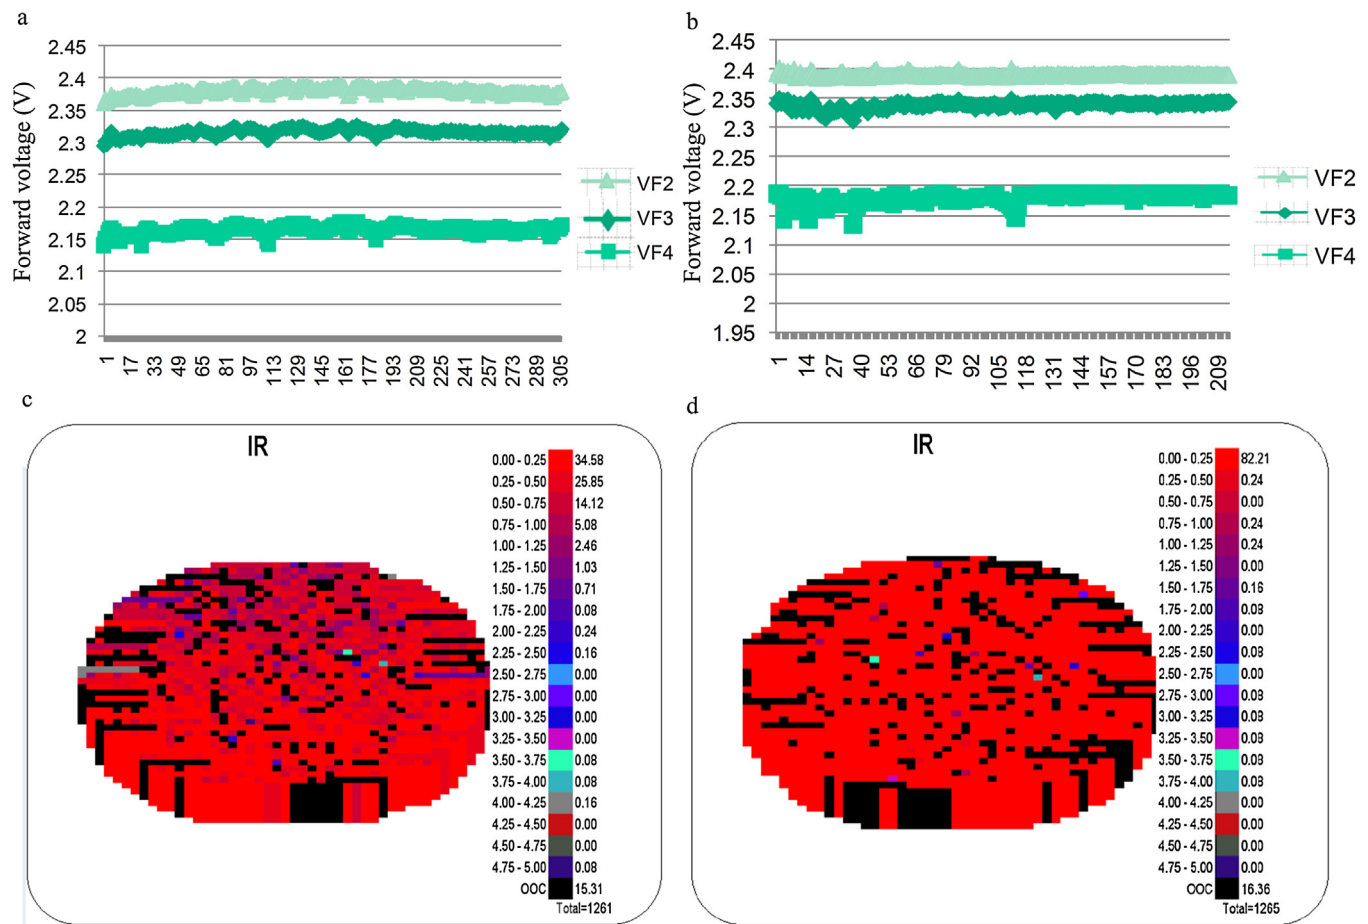 a
Forward voltage (V)
2.45
2.4
2.35
2.3
2.25
2.2
2.15
2.1
2.05
2
1 17 33 49 65 81 97 113 129 145 161 177 193 209 225 241 257 273 289 305
VF2
VF3
VF4
b
Forward voltage (V)
2.45
2.4
2.35
2.3
2.25
2.2
2.15
2.1
2.05
2
1.95
1 14 27 40 53 66 79 92 105 118 131 144 157 170 183 196 209
VF2
VF3
VF4
c
IR
0.00 - 0.25 34.58
0.25 - 0.50 25.85
0.50 - 0.75 14.12
0.75 - 1.00 5.08
1.00 - 1.25 2.46
1.25 - 1.50 1.03
1.50 - 1.75 0.71
1.75 - 2.00 0.08
2.00 - 2.25 0.24
2.25 - 2.50 0.16
2.50 - 2.75 0.00
2.75 - 3.00 0.00
3.00 - 3.25 0.00
3.25 - 3.50 0.00
3.50 - 3.75 0.08
3.75 - 4.00 0.08
4.00 - 4.25 0.16
4.25 - 4.50 0.00
4.50 - 4.75 0.00
4.75 - 5.00 0.08
OOC 15.31
Total=1261
d
IR
0.00 - 0.25 82.21
0.25 - 0.50 0.24
0.50 - 0.75 0.00
0.75 - 1.00 0.24
1.00 - 1.25 0.24
1.25 - 1.50 0.00
1.50 - 1.75 0.16
1.75 - 2.00 0.08
2.00 - 2.25 0.00
2.25 - 2.50 0.08
2.50 - 2.75 0.00
2.75 - 3.00 0.08
3.00 - 3.25 0.08
3.25 - 3.50 0.08
3.50 - 3.75 0.08
3.75 - 4.00 0.08
4.00 - 4.25 0.00
4.25 - 4.50 0.00
4.50 - 4.75 0.00
4.75 - 5.00 0.00
OOC 16.36
Total=1265